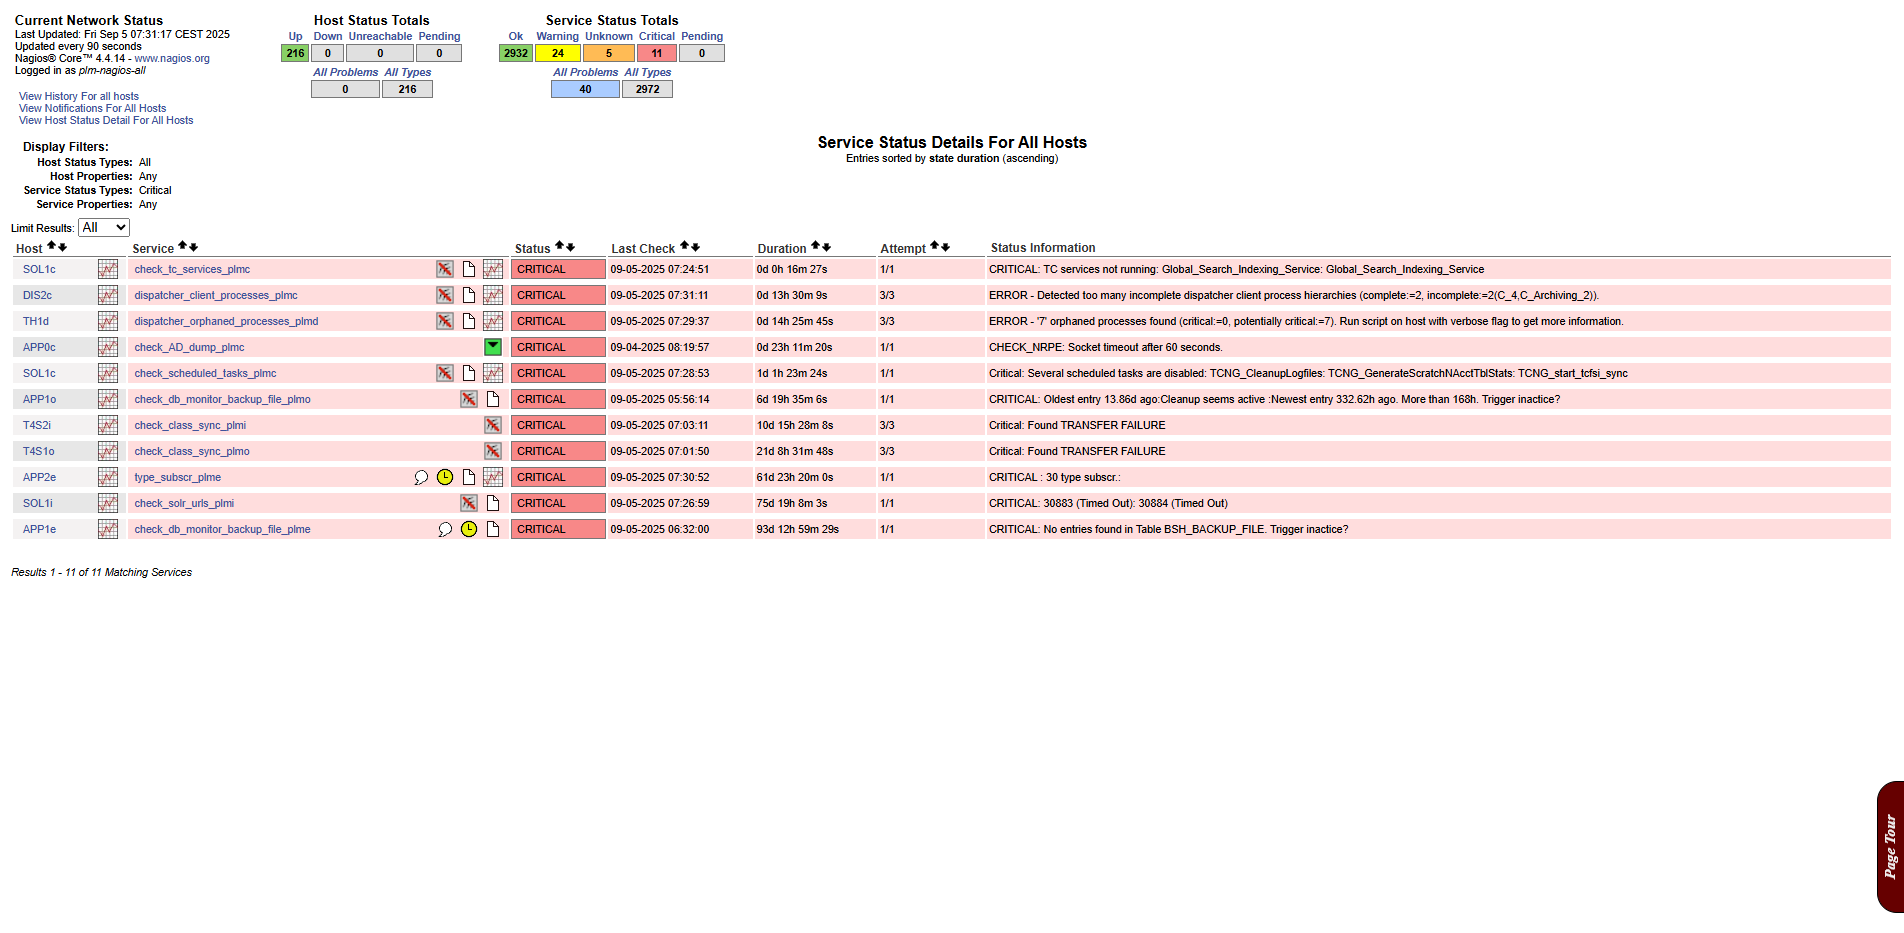 Current Network Status
Last Updated: Fri Sep 5 07:31:17 CEST 2025
Updated every 90 seconds
Nagios® Core™ 4.4.14 - www.nagios.org
Logged in as plm-nagios-all
View History For all hosts
View Notifications For All Hosts
View Host Status Detail For All Hosts
Host Status Totals
Up Down Unreachable Pending
216 0 0 0
All Problems All Types
0 216
Service Status Totals
Ok Warning Unknown Critical Pending
2932 24 5 11 0
All Problems All Types
40 2972
Display Filters:
Host Status Types: All
Host Properties: Any
Service Status Types: Critical
Service Properties: Any
Service Status Details For All Hosts
Entries sorted by state duration (ascending)
Limit Results: All
Host Service Status Last Check Duration Attempt Status Information
SOL1c check_tc_services_plmc CRITICAL 09-05-2025 07:24:51 0d 0h 16m 27s 1/1 CRITICAL: TC services not running: Global_Search_Indexing_Service: Global_Search_Indexing_Service
DIS2c dispatcher_client_processes_plmc CRITICAL 09-05-2025 07:31:11 0d 13h 30m 9s 3/3 ERROR - Detected too many incomplete dispatcher client process hierarchies (complete:=2, incomplete:=2(C_4,C_Archiving_2)).
TH1d dispatcher_orphaned_processes_plmd CRITICAL 09-05-2025 07:29:37 0d 14h 25m 45s 3/3 ERROR - '7' orphaned processes found (critical:=0, potentially critical:=7). Run script on host with verbose flag to get more information.
APP0c check_AD_dump_plmc CRITICAL 09-04-2025 08:19:57 0d 23h 11m 20s 1/1 CHECK_NRPE: Socket timeout after 60 seconds.
SOL1c check_scheduled_tasks_plmc CRITICAL 09-05-2025 07:28:53 1d 1h 23m 24s 1/1 Critical: Several scheduled tasks are disabled: TCNG_CleanupLogfiles: TCNG_GenerateScratchNAcctTblStats: TCNG_start_tcfsi_sync
APP1o check_db_monitor_backup_file_plmo CRITICAL 09-05-2025 05:56:14 6d 19h 35m 6s 1/1 CRITICAL: Oldest entry 13.86d ago:Cleanup seems active :Newest entry 332.62h ago. More than 168h. Trigger inactice?
T4S2i check_class_sync_plmi CRITICAL 09-05-2025 07:03:11 10d 15h 28m 8s 3/3 Critical: Found TRANSFER FAILURE
T4S1o check_class_sync_plmo CRITICAL 09-05-2025 07:01:50 21d 8h 31m 48s 3/3 Critical: Found TRANSFER FAILURE
APP2e type_subscr_plme CRITICAL 09-05-2025 07:30:52 61d 23h 20m 0s 1/1 CRITICAL : 30 type subscr.:
SOL1i check_solr_urls_plmi CRITICAL 09-05-2025 07:26:59 75d 19h 8m 3s 1/1 CRITICAL: 30883 (Timed Out): 30884 (Timed Out)
APP1e check_db_monitor_backup_file_plme CRITICAL 09-05-2025 06:32:00 93d 12h 59m 29s 1/1 CRITICAL: No entries found in Table BSH_BACKUP_FILE. Trigger inactice?
Results 1 - 11 of 11 Matching Services
Page Tour